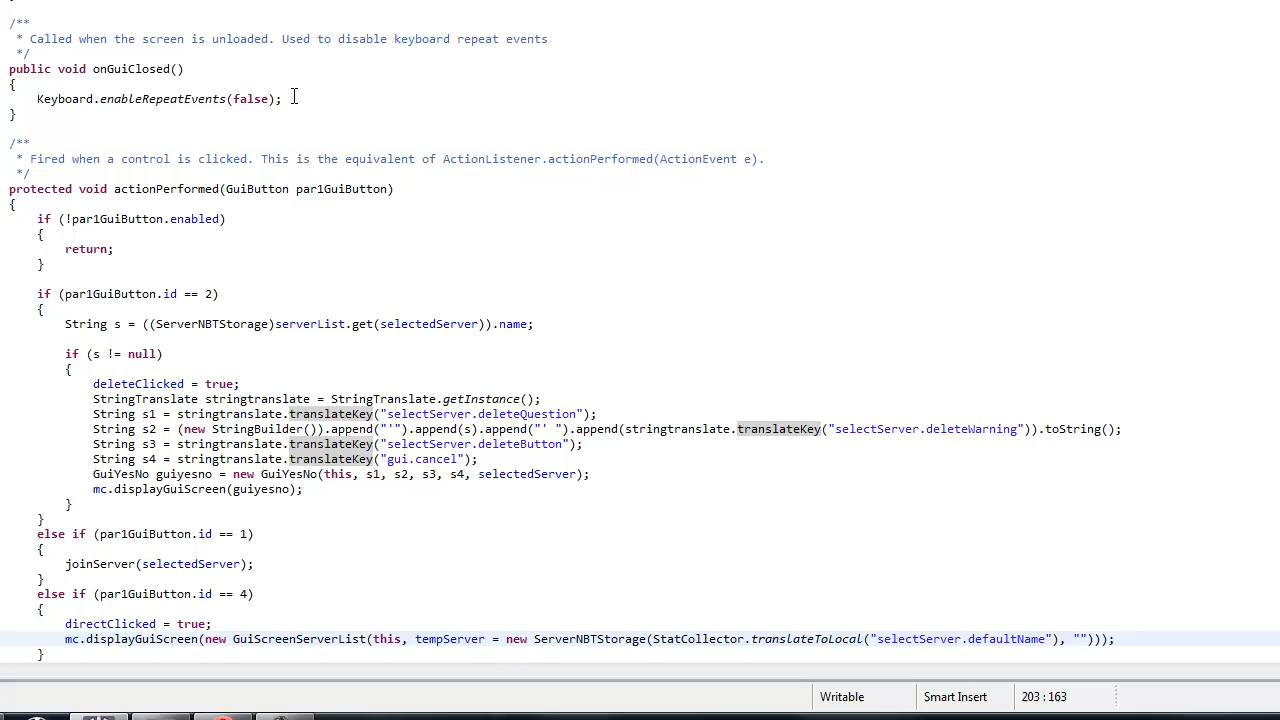 /**
 * Called when the screen is unloaded. Used to disable keyboard repeat events
 */
public void onGuiClosed()
{
    Keyboard.enableRepeatEvents(false);
}

/**
 * Fired when a control is clicked. This is the equivalent of ActionListener.actionPerformed(ActionEvent e).
 */
protected void actionPerformed(GuiButton par1GuiButton)
{
    if (!par1GuiButton.enabled)
    {
        return;
    }

    if (par1GuiButton.id == 2)
    {
        String s = ((ServerNBTStorage)serverList.get(selectedServer)).name;

        if (s != null)
        {
            deleteClicked = true;
            StringTranslate stringtranslate = StringTranslate.getInstance();
            String s1 = stringtranslate.translateKey("selectServer.deleteQuestion");
            String s2 = (new StringBuilder()).append("'").append(s).append("' ").append(stringtranslate.translateKey("selectServer.deleteWarning")).toString();
            String s3 = stringtranslate.translateKey("selectServer.deleteButton");
            String s4 = stringtranslate.translateKey("gui.cancel");
            GuiYesNo guiyesno = new GuiYesNo(this, s1, s2, s3, s4, selectedServer);
            mc.displayGuiScreen(guiyesno);
        }
    }
    else if (par1GuiButton.id == 1)
    {
        joinServer(selectedServer);
    }
    else if (par1GuiButton.id == 4)
    {
        directClicked = true;
        mc.displayGuiScreen(new GuiScreenServerList(this, tempServer = new ServerNBTStorage(StatCollector.translateToLocal("selectServer.defaultName"), "")));
    }
Writable Smart Insert 203 : 163